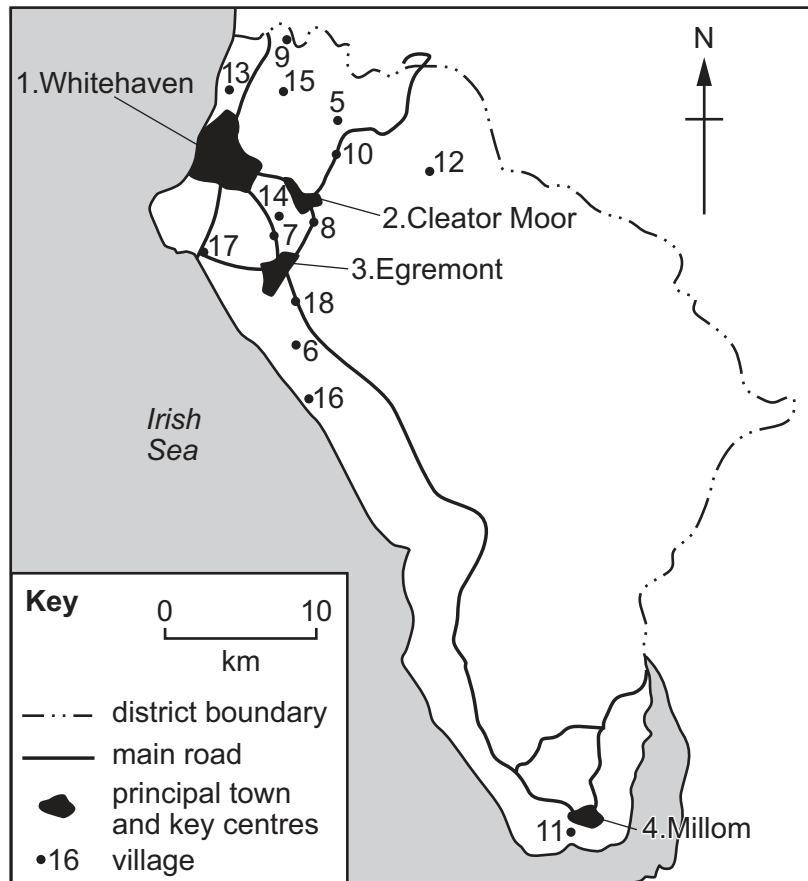 9
N
13
15
1.Whitehaven
5
10
12
14
2.Cleator Moor
8
7
17
3.Egremont
18
6
16
Irish
Sea
Key
0 10
km
district boundary
main road
principal town
and key centres
16 village
11
4.Millom